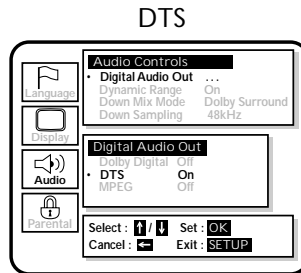 DTS
Language
Display
Audio
Parental
Audio Controls
• Digital Audio Out ...
Dynamic Range On
Down Mix Mode Dolby Surround
Down Sampling 48kHz
Digital Audio Out
Dolby Digital Off
• DTS On
MPEG Off
Select : ↑ / ↓ Set : OK
Cancel : ← Exit : SETUP